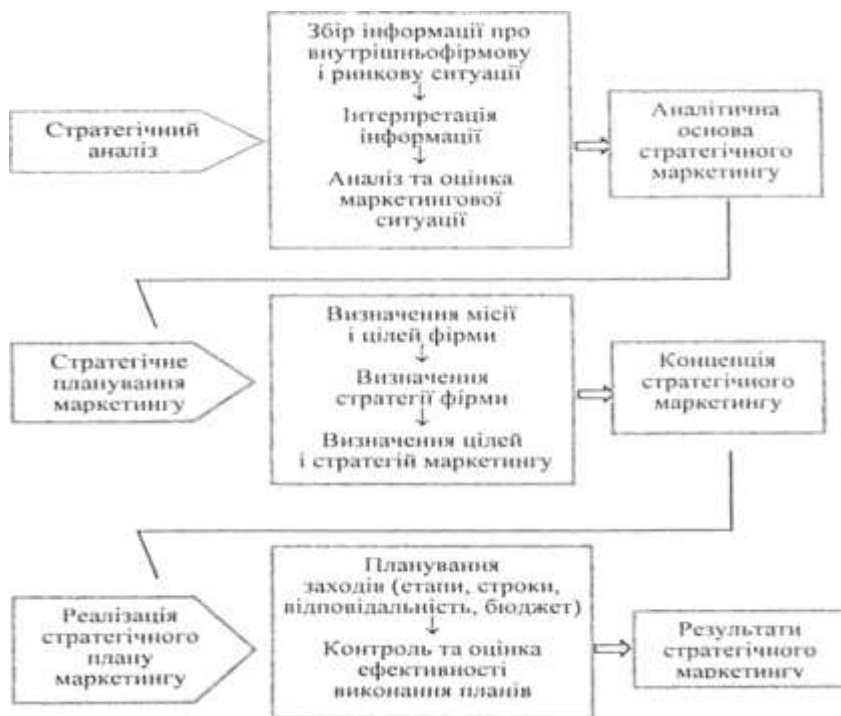 Стратегічний
аналіз
Збір інформації про
внутрішньофірмову
і ринкову ситуації
Інтерпретація
інформації
Аналіз та оцінка
маркетингової
ситуації
Аналітична
основа
стратегічного
маркетингу
Стратегічне
планування
маркетингу
Визначення місії
і цілей фірми
Визначення
стратегії фірми
Визначення цілей
і стратегій маркетингу
Концепція
стратегічного
маркетингу
Реалізація
стратегічного
плану
маркетингу
Планування
заходів (етапи, строки,
відповідальність, бюджет)
Контроль та оцінка
ефективності
виконання планів
Результати
стратегічного
маркетингу